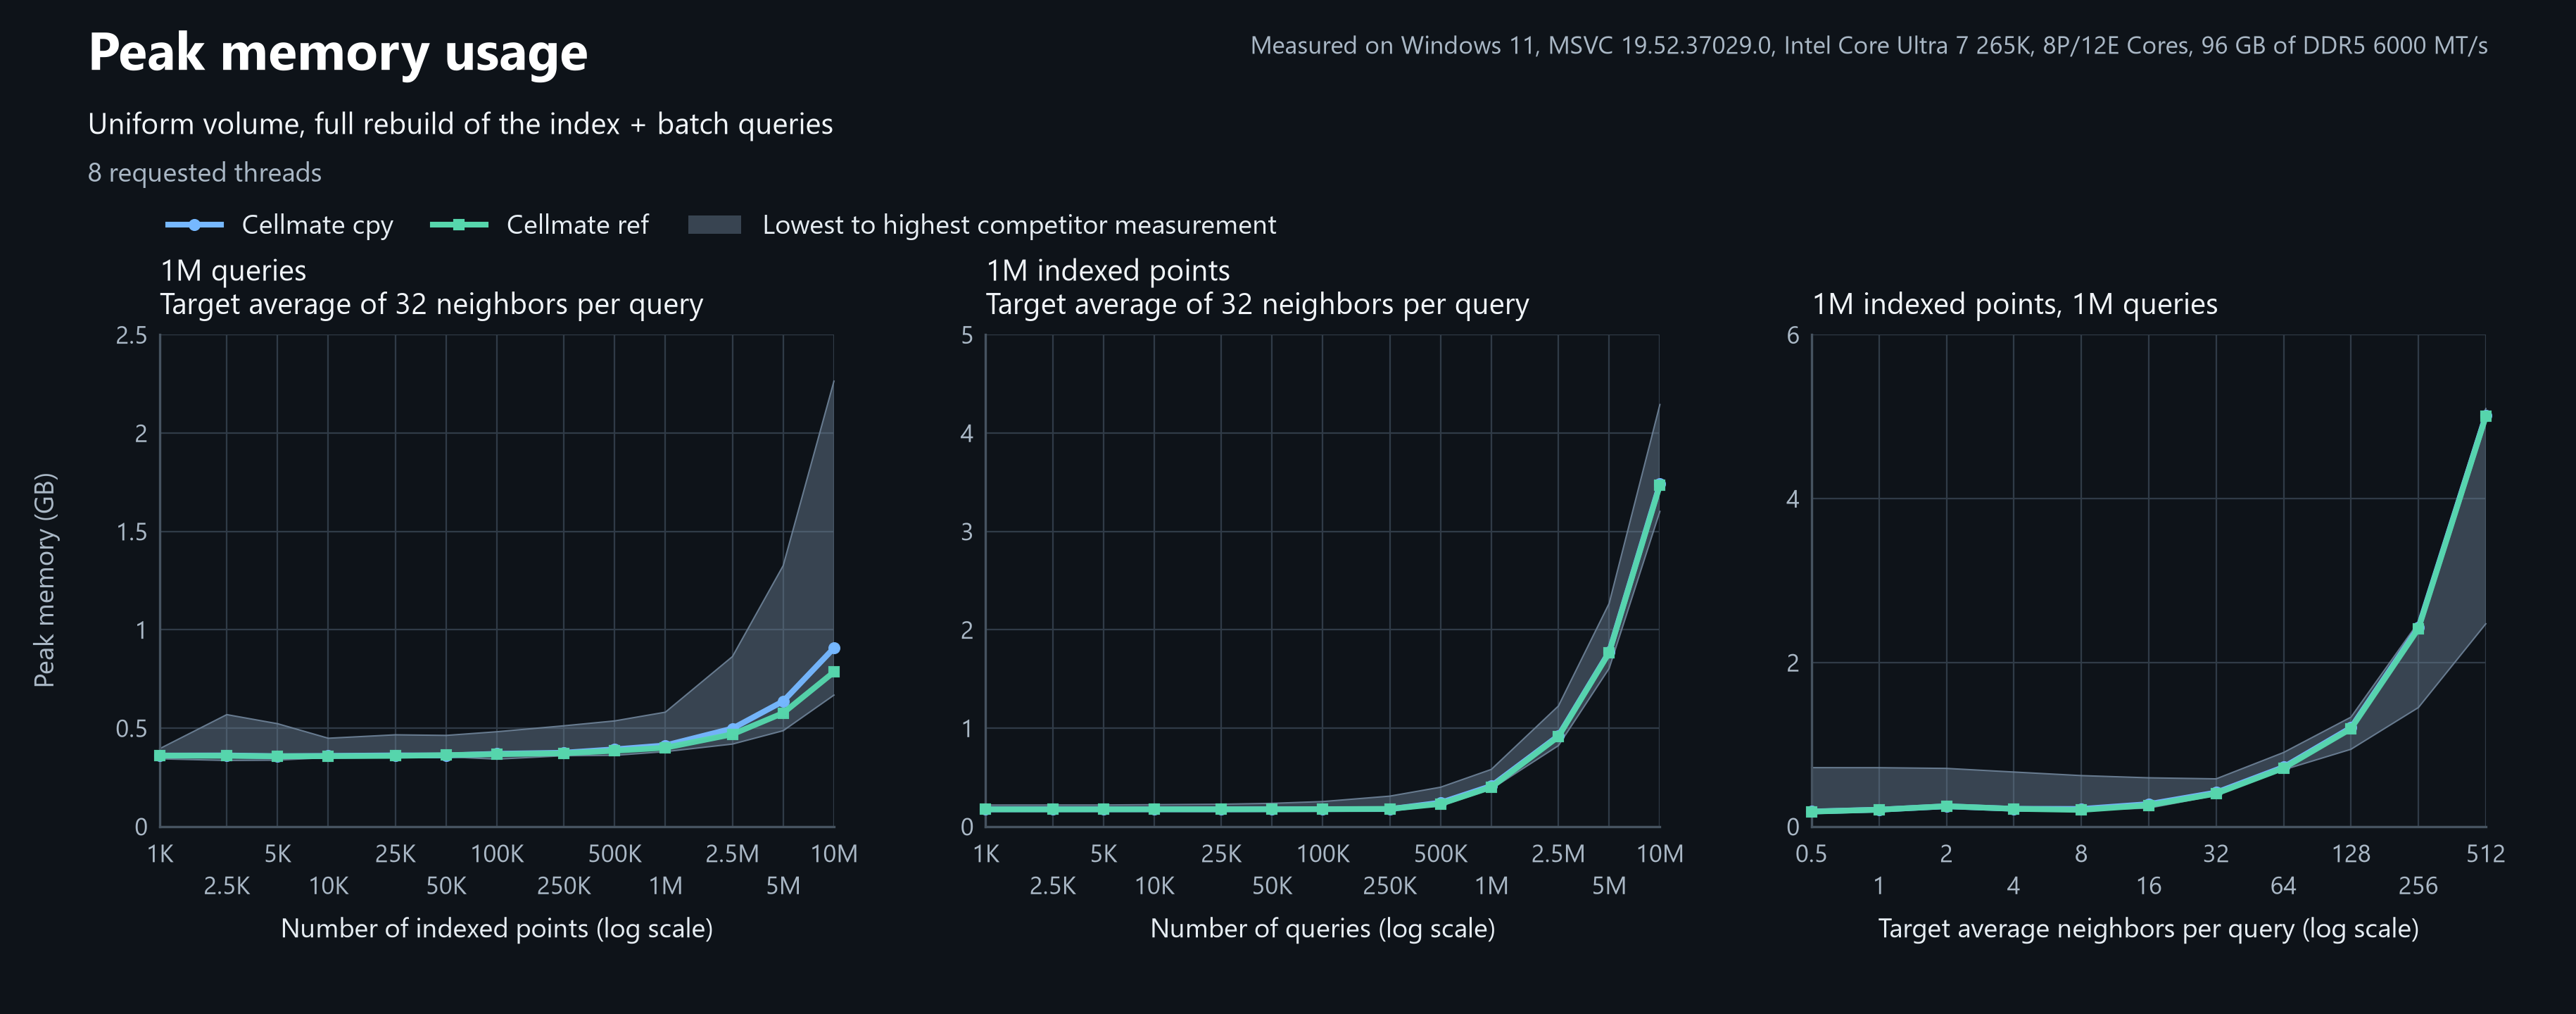 Peak memory usage
Measured on Windows 11, MSVC 19.52.37029.0, Intel Core Ultra 7 265K, 8P/12E Cores, 96 GB of DDR5 6000 MT/s
Uniform volume, full rebuild of the index + batch queries
8 requested threads
Cellmate cpy
Cellmate ref
Lowest to highest competitor measurement
Peak memory (GB)
1M queries
Target average of 32 neighbors per query
2.5
2
1.5
1
0.5
0
1K
2.5K
5K
10K
25K
50K
100K
250K
500K
1M
2.5M
5M
10M
Number of indexed points (log scale)
1M indexed points
Target average of 32 neighbors per query
5
4
3
2
1
0
1K
2.5K
5K
10K
25K
50K
100K
250K
500K
1M
2.5M
5M
10M
Number of queries (log scale)
1M indexed points, 1M queries
6
4
2
0
0.5
1
2
4
8
16
32
64
128
256
512
Target average neighbors per query (log scale)